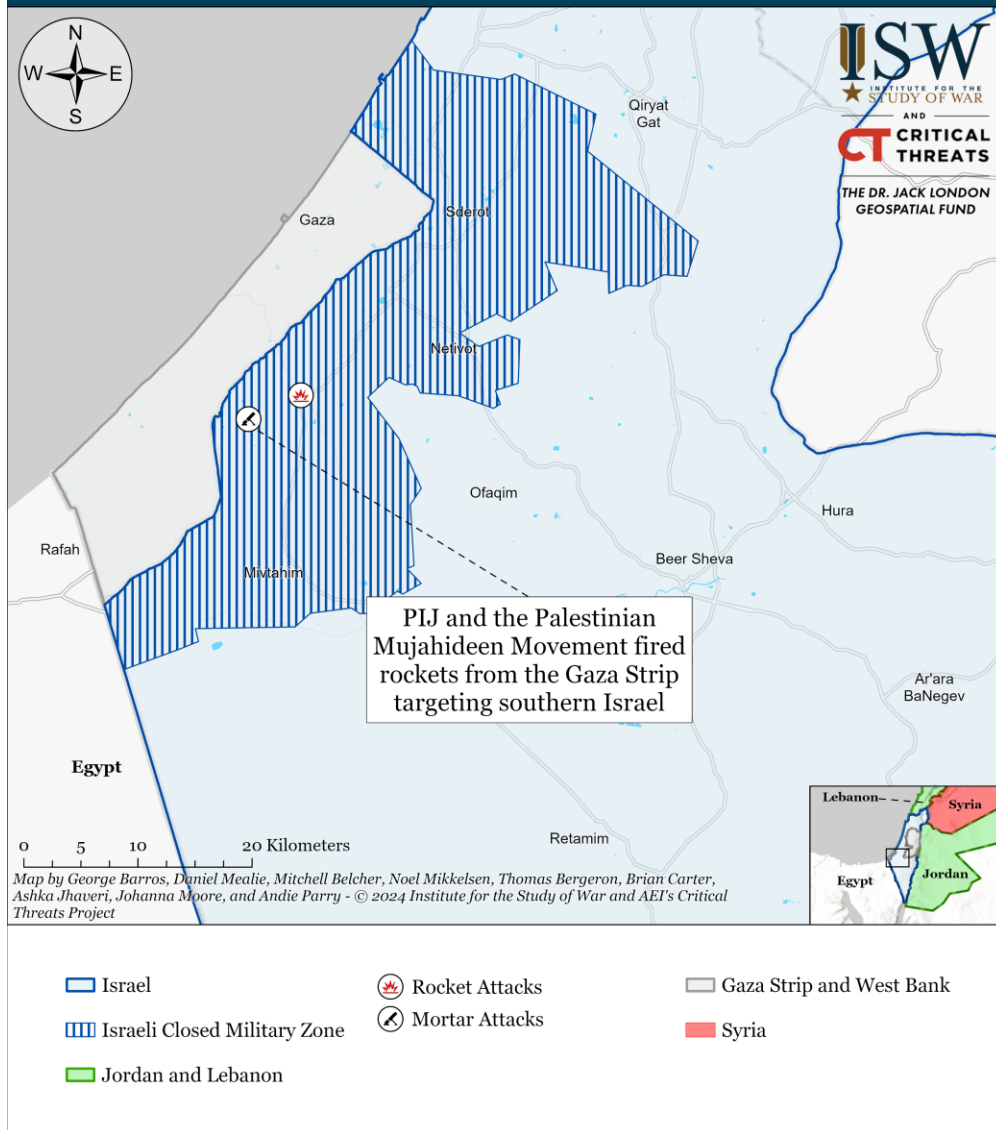 N
W
E
S
ISW
INSTITUTE FOR THE
STUDY OF WAR
AND
CT CRITICAL
THREATS
THE DR. JACK LONDON
GEOSPATIAL FUND
Qiryat
Gat
Gaza
Sderot
Netivot
Ofaqim
Hura
Rafah
Beer Sheva
Mivtahim
PIJ and the Palestinian
Mujahideen Movement fired
rockets from the Gaza Strip
targeting southern Israel
Ar'ara
BaNegev
Egypt
Retamim
0 5 10 20 Kilometers
Map by George Barros, Daniel Mealie, Mitchell Belcher, Noel Mikkelsen, Thomas Bergeron, Brian Carter,
Ashka Jhaveri, Johanna Moore, and Andie Parry - © 2024 Institute for the Study of War and AEI's Critical
Threats Project
Lebanon
Syria
Egypt
Jordan
Israel
Israeli Closed Military Zone
Jordan and Lebanon
Rocket Attacks
Mortar Attacks
Gaza Strip and West Bank
Syria